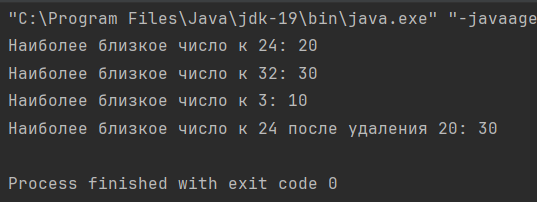 "C:\Program Files\Java\jdk-19\bin\java.exe" "-javaage
Наиболее близкое число к 24: 20
Наиболее близкое число к 32: 30
Наиболее близкое число к 3: 10
Наиболее близкое число к 24 после удаления 20: 30
Process finished with exit code 0